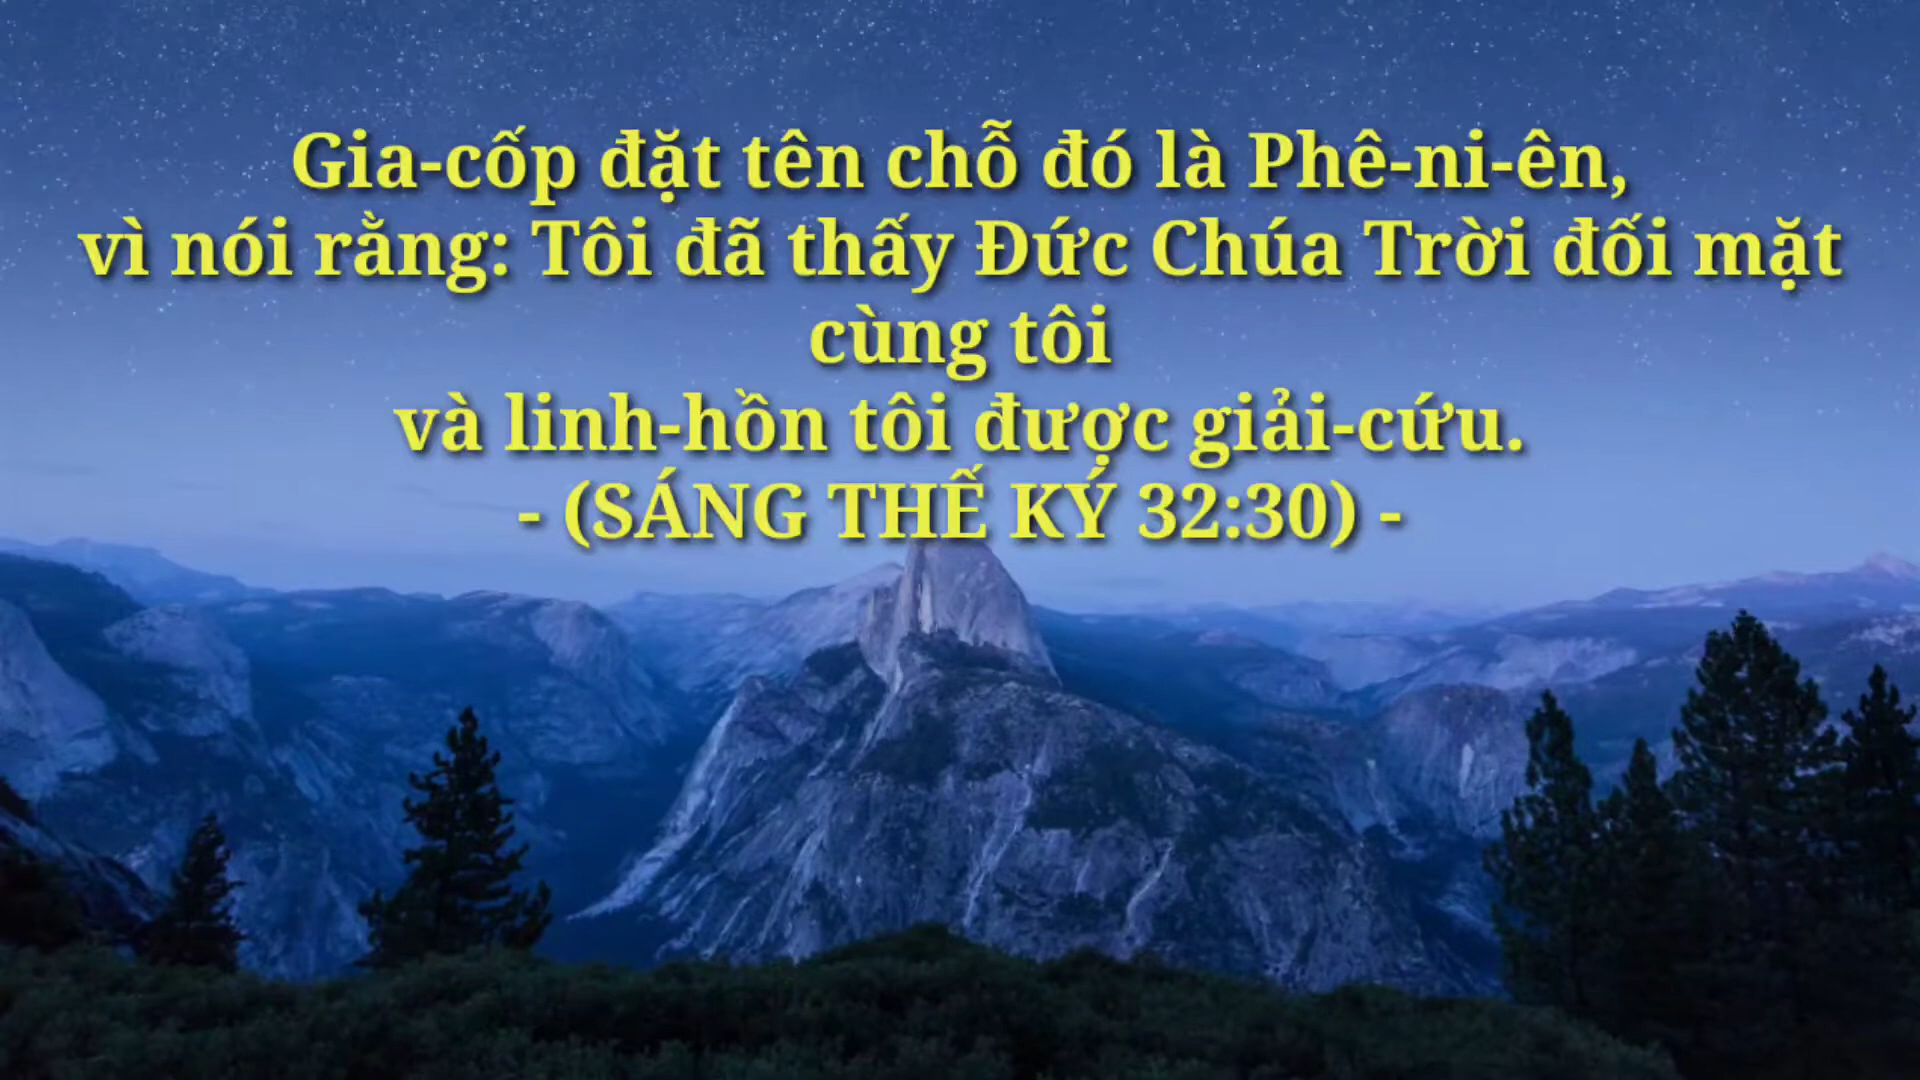 Gia-cốp đặt tên chỗ đó là Phê-ni-ên,
vì nói rằng: Tôi đã thấy Đức Chúa Trời đối mặt
cùng tôi
và linh-hồn tôi được giải-cứu.
- (SÁNG THẾ KÝ 32:30) -